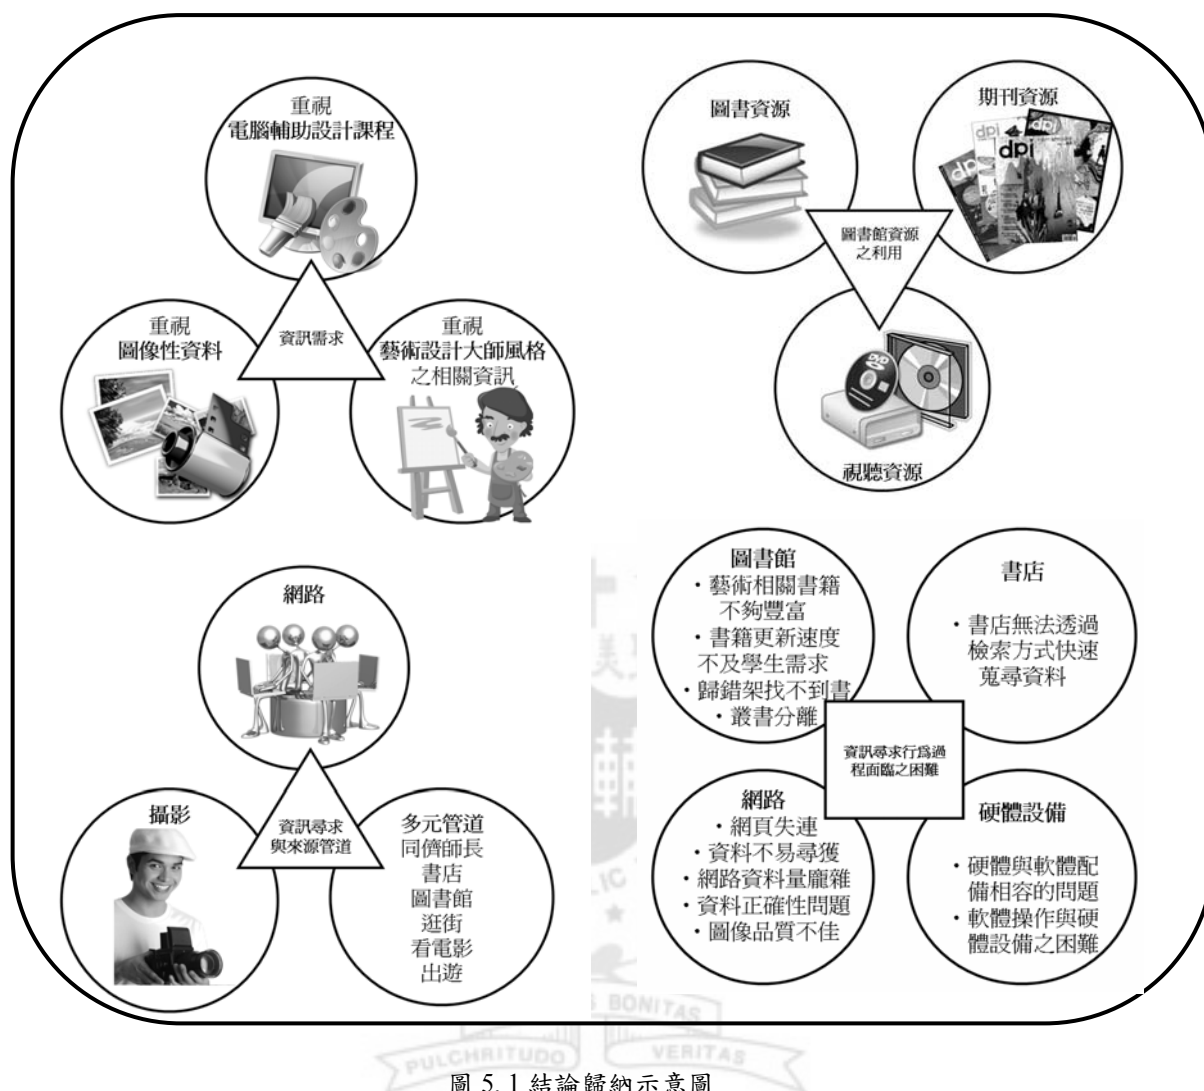 重視
電腦輔助設計課程
重視
圖像性資料
資訊需求
重視
藝術設計大師風格
之相關資訊
圖書資源
期刊資源
dpi
dpi
dpi
dpi
圖書館資源
之利用
DVD
視聽資源
網路
攝影
資訊尋求
與來源管道
多元管道
同儕師長
書店
圖書館
逛街
看電影
出遊
圖書館
・藝術相關書籍
不夠豐富
・書籍更新速度
不及學生需求
・歸錯架找不到書
・叢書分離
書店
・書店無法透過
檢索方式快速
蒐尋資料
資訊尋求行為過
程面臨之困難
網路
・網頁失連
・資料不易尋獲
・網路資料量龐雜
・資料正確性問題
・圖像品質不佳
硬體設備
・硬體與軟體配
備相容的問題
・軟體操作與硬
體設備之困難
BONITAS
PULCHRITUDO
VERITAS
圖 5.1 結論歸納示意圖